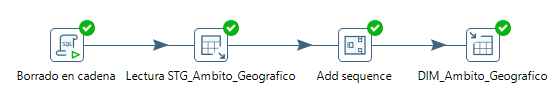 SQL
Borrado en cadena
Lectura STG_Ambito_Geografico
Add sequence
DIM_Ambito_Geografico